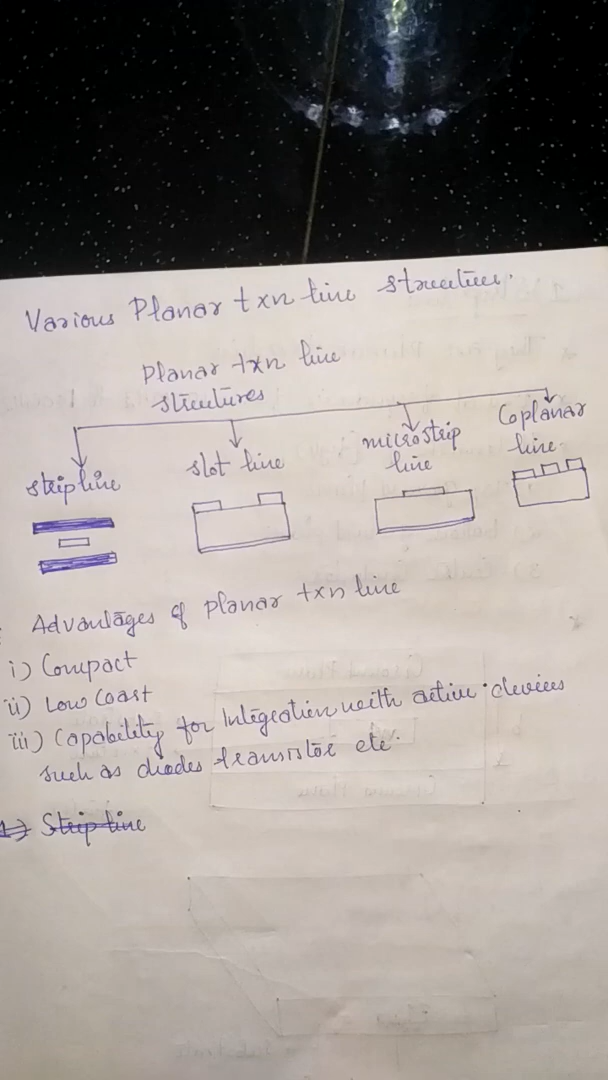 Various Planar txn line structures.
Planar txn line
structures
stripline
slot line
microstrip
line
Coplanar
line
Advantages of planar txn line
i) Compact
ii) Low Coast
iii) Capability for Integration with active devices
such as diodes transistor etc.
1) Strip line